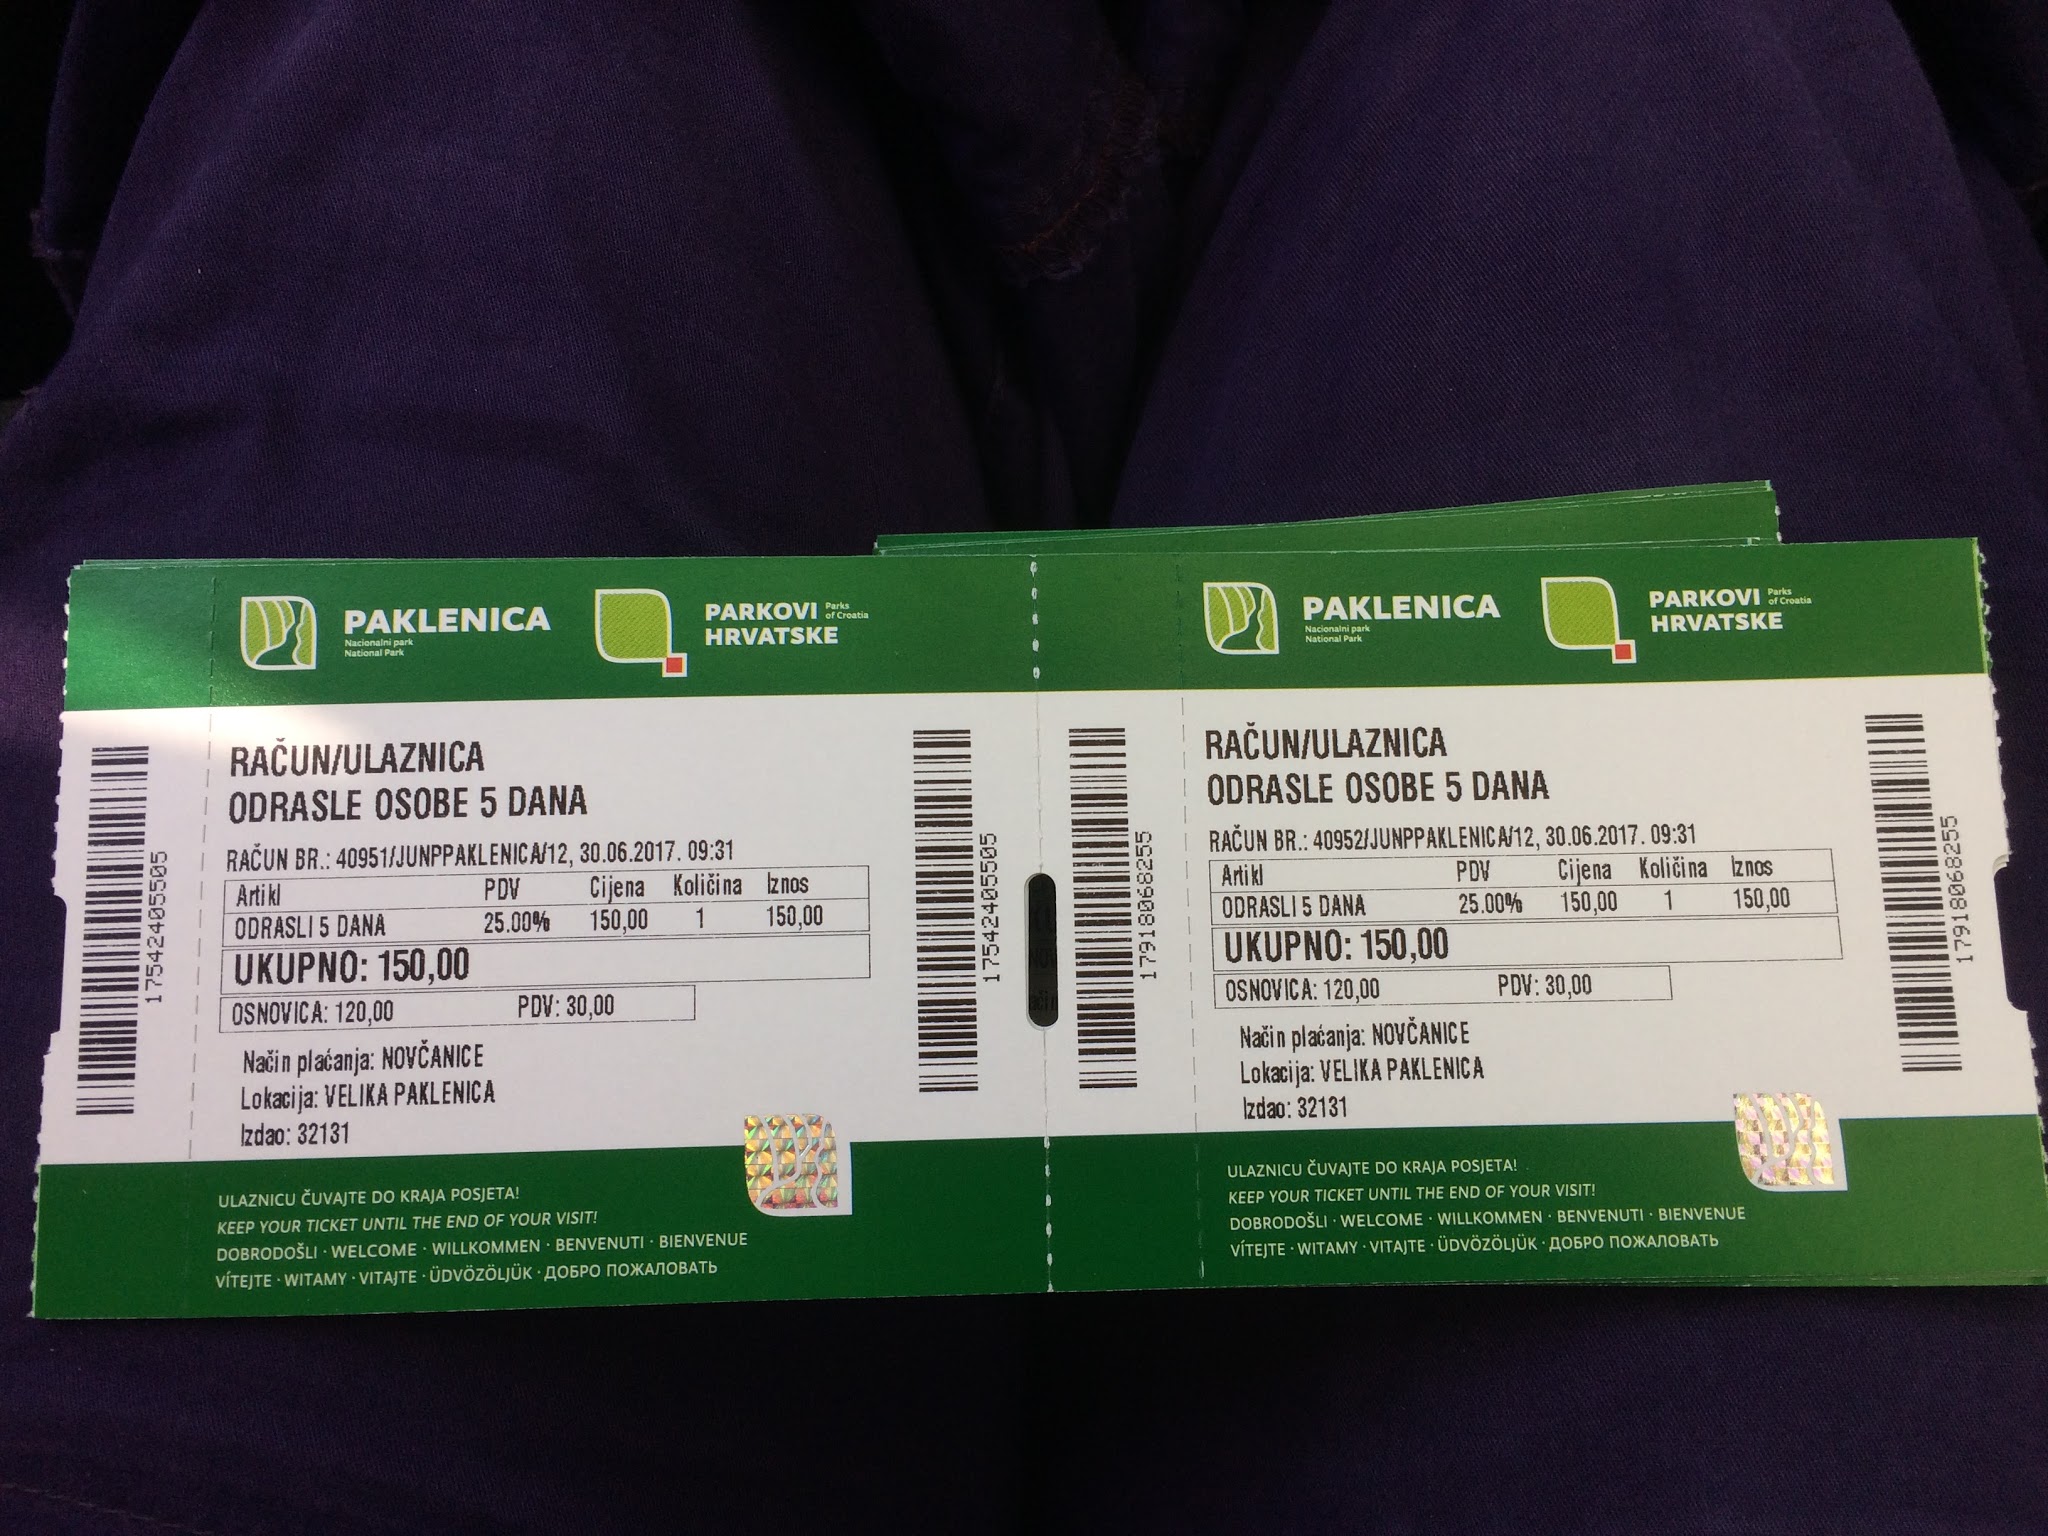 PAKLENICA
Nacionalni park
National Park
PARKOVI
HRVATSKE
Parks
of Croatia
RAČUN/ULAZNICA
ODRASLE OSOBE 5 DANA
RAČUN BR.: 40951/JUNPPAKLENICA/12, 30.06.2017. 09:31
Artikl PDV Cijena Količina Iznos
ODRASLI 5 DANA 25.00% 150,00 1 150,00
UKUPNO: 150,00
OSNOVICA: 120,00 PDV: 30,00
Način plaćanja: NOVČANICE
Lokacija: VELIKA PAKLENICA
Izdao: 32131
17542405505
17542405505
ULAZNICU ČUVAJTE DO KRAJA POSJETA!
KEEP YOUR TICKET UNTIL THE END OF YOUR VISIT!
DOBRODOŠLI · WELCOME · WILLKOMMEN · BENVENUTI · BIENVENUE
VÍTEJTE · WITAMY · VITAJTE · ÜDVÖZÖLJÜK · ДОБРО ПОЖАЛОВАТЬ
PAKLENICA
Nacionalni park
National Park
PARKOVI
HRVATSKE
Parks
of Croatia
RAČUN/ULAZNICA
ODRASLE OSOBE 5 DANA
RAČUN BR.: 40952/JUNPPAKLENICA/12, 30.06.2017. 09:31
Artikl PDV Cijena Količina Iznos
ODRASLI 5 DANA 25.00% 150,00 1 150,00
UKUPNO: 150,00
OSNOVICA: 120,00 PDV: 30,00
Način plaćanja: NOVČANICE
Lokacija: VELIKA PAKLENICA
Izdao: 32131
17918068255
17918068255
ULAZNICU ČUVAJTE DO KRAJA POSJETA!
KEEP YOUR TICKET UNTIL THE END OF YOUR VISIT!
DOBRODOŠLI · WELCOME · WILLKOMMEN · BENVENUTI · BIENVENUE
VÍTEJTE · WITAMY · VITAJTE · ÜDVÖZÖLJÜK · ДОБРО ПОЖАЛОВАТЬ